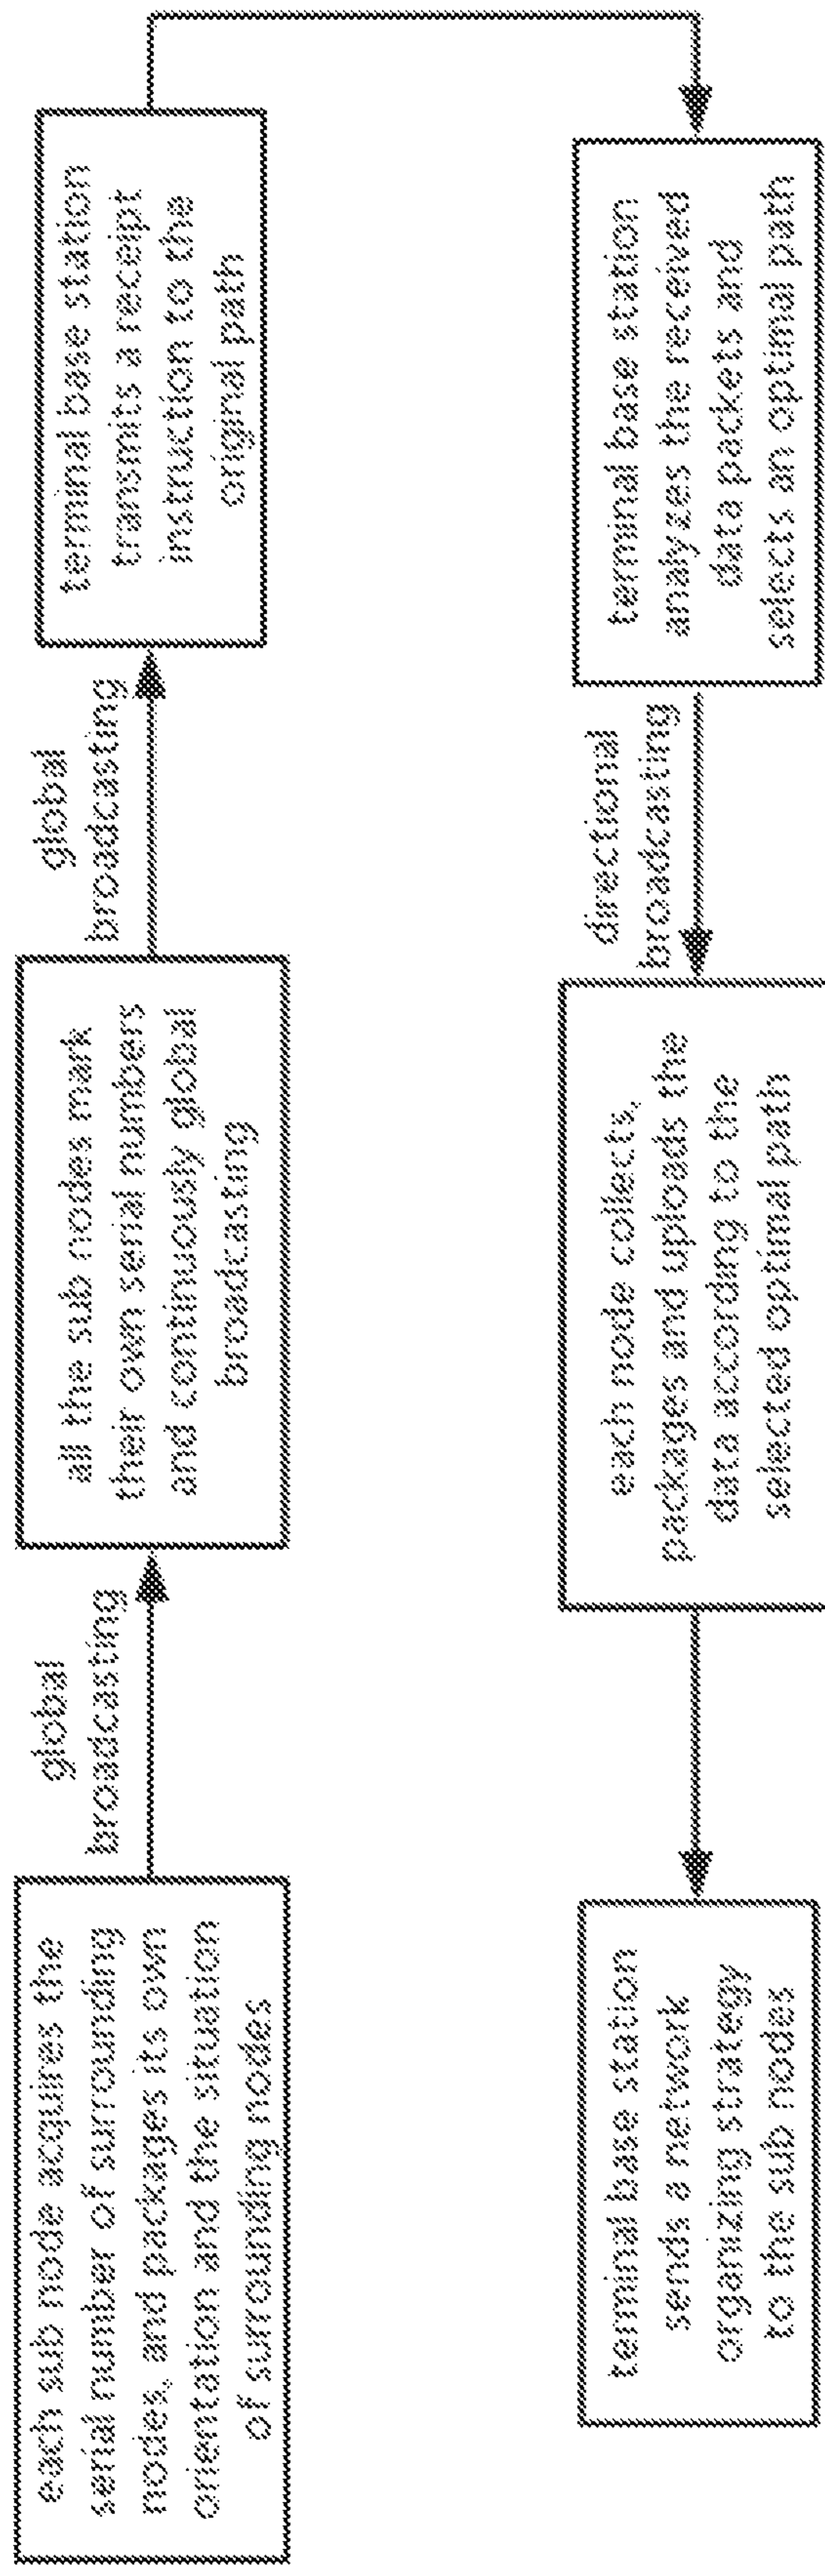 each sub node acquires the
serial number of surrounding
nodes, and packages its own
orientation and the situation
of surrounding nodes
global
broadcasting
all the sub nodes mark
their own serial numbers
and continuously global
broadcasting
global
broadcasting
terminal base station
transmits a receipt
instruction to the
original path
terminal base station
analyzes the received
data packets and
selects an optimal path
directional
broadcasting
each node collects,
packages and uploads the
data according to the
selected optimal path
terminal base station
sends a network
organizing strategy
to the sub nodes